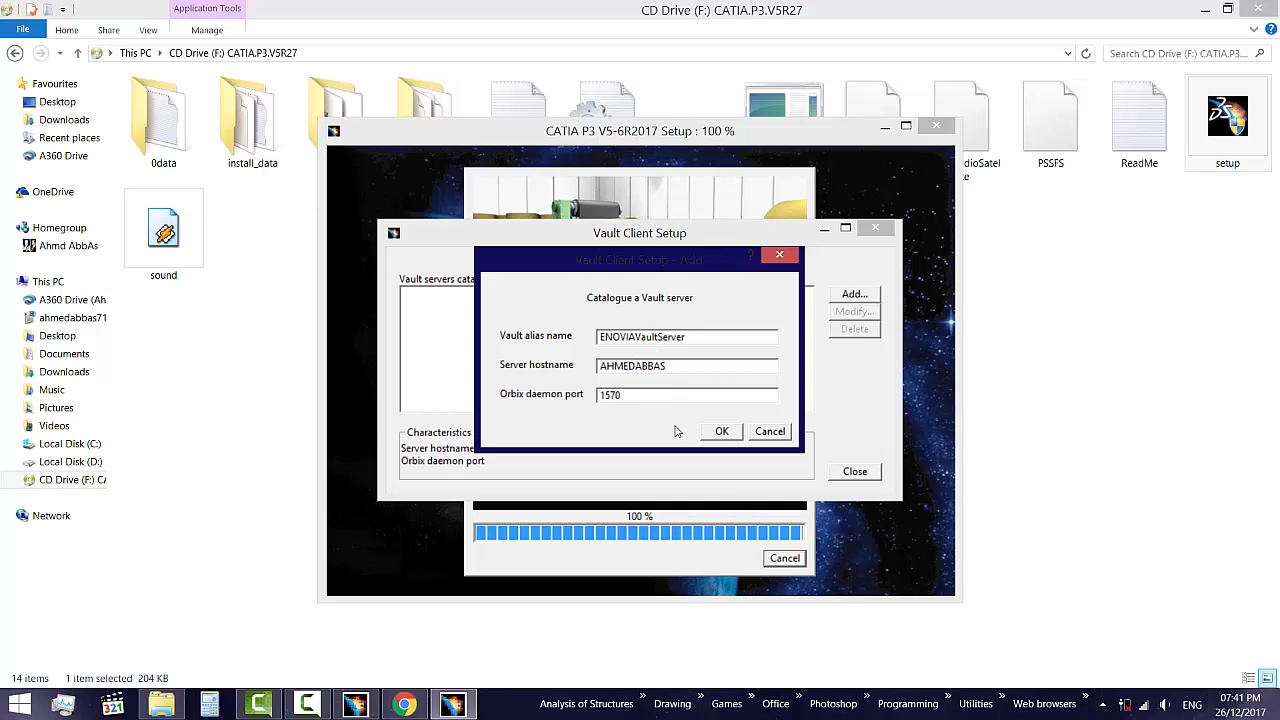 Application Tools
CD Drive (F:) CATIA.P3.V5R27
File
Home
Share
View
Manage
This PC
CD Drive (F:) CATIA.P3.V5R27
Search CD Drive (F:) CATIA.P3...
Favourites
Desktop
Downloads
Recent places
A360 Drive
OneDrive
Homegroup
Ahmd AbbAs
This PC
A360 Drive (Ah
ahmedabbas71
Desktop
Documents
Downloads
Music
Pictures
Videos
Local Disk (C:)
Local Disk (D:)
CD Drive (F:) CA
Network
0data
install_data
PSSFS
ReadMe
setup
sound
CATIA P3 V5-6R2017 Setup : 100 %
Vault Client Setup
Vault servers cata
Add...
Modify...
Delete
Characteristics
Server hostname
Orbix daemon port
Close
Vault Client Setup - Add
?
Catalogue a Vault server
Vault alias name
ENOVIAVaultServer
Server hostname
AHMEDABBAS
Orbix daemon port
1570
OK
Cancel
100 %
Cancel
14 items
1 item selected 204 KB
321
Analysis of Structures
Drawing
Games
Office
Photoshop
Programming
Utilities
Web browsers
ENG
07:41 PM
26/12/2017